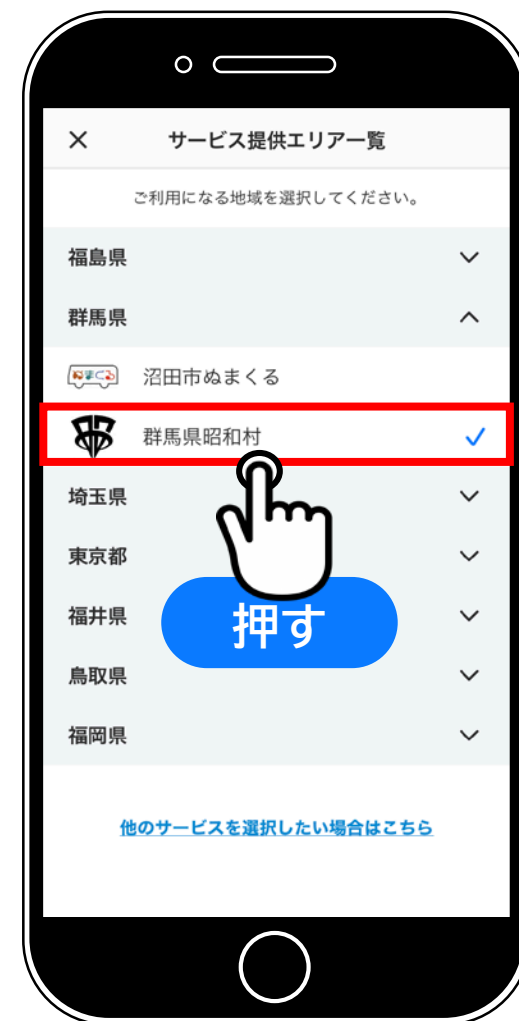 サービス提供エリア一覧
ご利用になる地域を選択してください。
福島県
群馬県
ぬまくる
沼田市ぬまくる
群馬県昭和村
埼玉県
東京都
福井県
押す
鳥取県
福岡県
他のサービスを選択したい場合はこちら